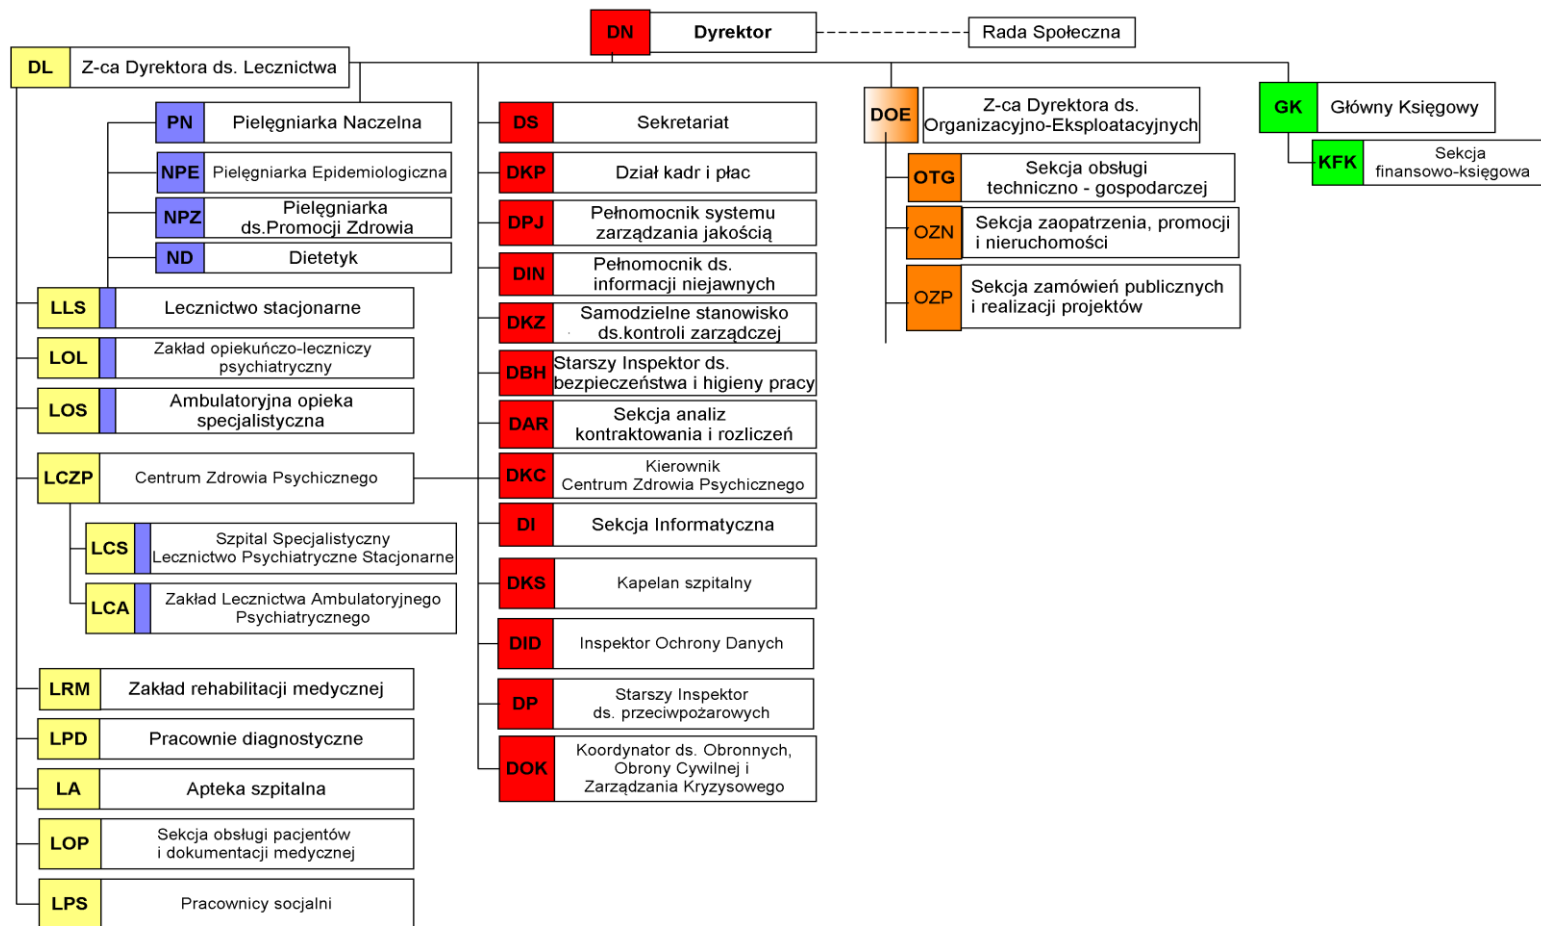 DN
Dyrektor
Rada Społeczna
DL
Z-ca Dyrektora ds. Lecznictwa
PN
Pielęgniarka Naczelna
NPE
Pielęgniarka Epidemiologiczna
NPZ
Pielęgniarka
ds.Promocji Zdrowia
ND
Dietetyk
LLS
Lecznictwo stacjonarne
LOL
Zakład opiekuńczo-leczniczy
psychiatryczny
LOS
Ambulatoryjna opieka
specjalistyczna
LCZP
Centrum Zdrowia Psychicznego
LCS
Szpital Specjalistyczny
Lecznictwo Psychiatryczne Stacjonarne
LCA
Zakład Lecznictwa Ambulatoryjnego
Psychiatrycznego
LRM
Zakład rehabilitacji medycznej
LPD
Pracownie diagnostyczne
LA
Apteka szpitalna
LOP
Sekcja obsługi pacjentów
i dokumentacji medycznej
LPS
Pracownicy socjalni
DS
Sekretariat
DKP
Dział kadr i płac
DPJ
Pełnomocnik systemu
zarządzania jakością
DIN
Pełnomocnik ds.
informacji niejawnych
DKZ
Samodzielne stanowisko
ds.kontroli zarządczej
DBH
Starszy Inspektor ds.
bezpieczeństwa i higieny pracy
DAR
Sekcja analiz
kontraktowania i rozliczeń
DKC
Kierownik
Centrum Zdrowia Psychicznego
DI
Sekcja Informatyczna
DKS
Kapelan szpitalny
DID
Inspektor Ochrony Danych
DP
Starszy Inspektor
ds. przeciwpożarowych
DOK
Koordynator ds. Obronnych,
Obrony Cywilnej i
Zarządzania Kryzysowego
DOE
Z-ca Dyrektora ds.
Organizacyjno-Eksploatacyjnych
OTG
Sekcja obsługi
techniczno - gospodarczej
OZN
Sekcja zaopatrzenia, promocji
i nieruchomości
OZP
Sekcja zamówień publicznych
i realizacji projektów
GK
Główny Księgowy
KFK
Sekcja
finansowo-księgowa